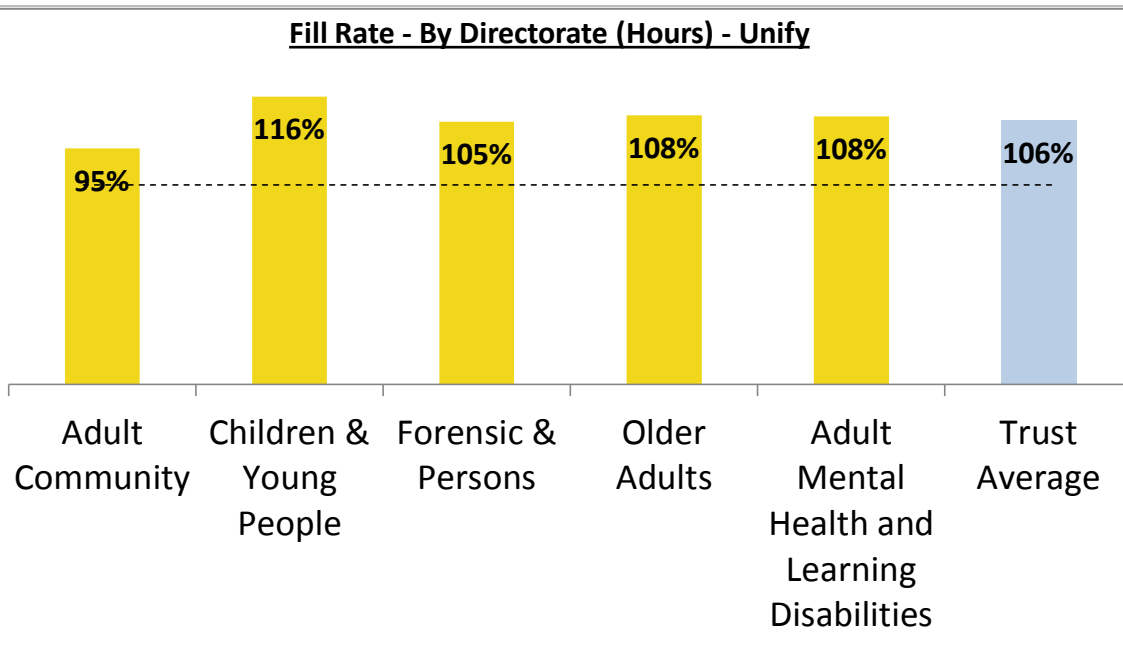 Fill Rate - By Directorate (Hours) - Unify
95%
116%
105%
108%
108%
106%
Adult
Community
Children &
Young
People
Forensic &
Persons
Older
Adults
Adult
Mental
Health and
Learning
Disabilities
Trust
Average